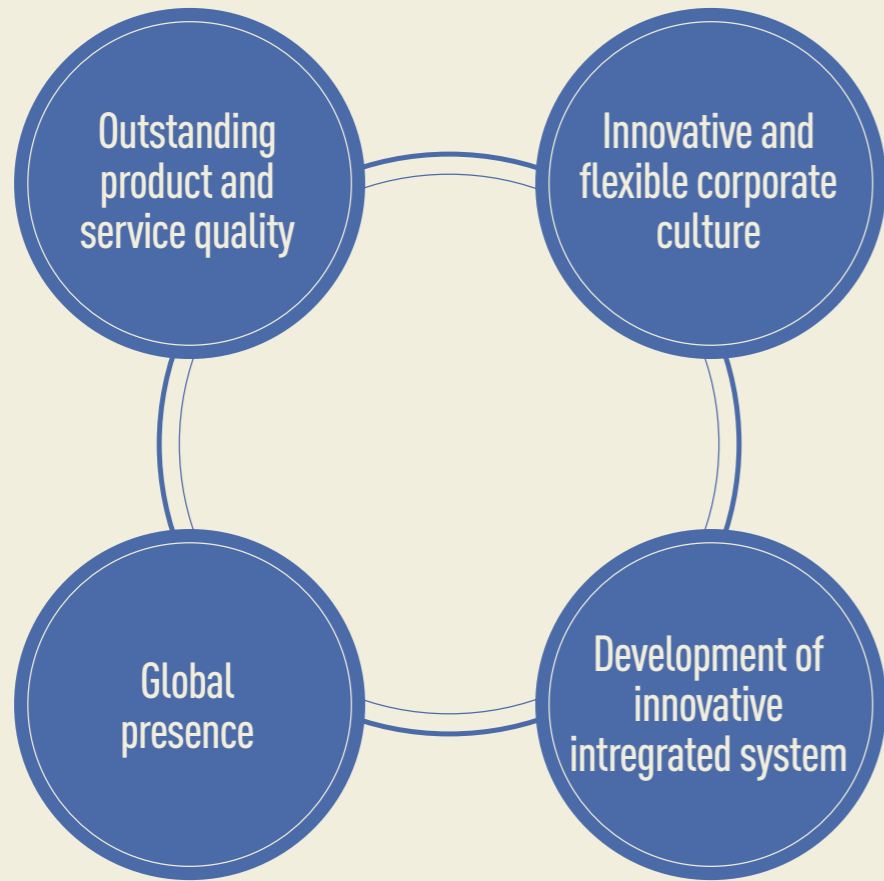 Outstanding
product and
service quality
Innovative and
flexible corporate
culture
Global
presence
Development of
innovative
intregrated system